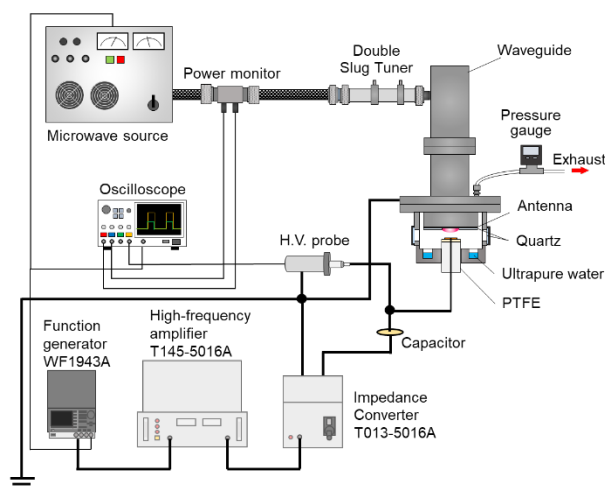 Waveguide
Double
Slug Tuner
Power monitor
Pressure
gauge
Exhaust
Microwave source
Oscilloscope
Antenna
H.V. probe
Quartz
Ultrapure water
PTFE
High-frequency
amplifier
T145-5016A
Function
generator
WF1943A
Capacitor
Impedance
Converter
T013-5016A